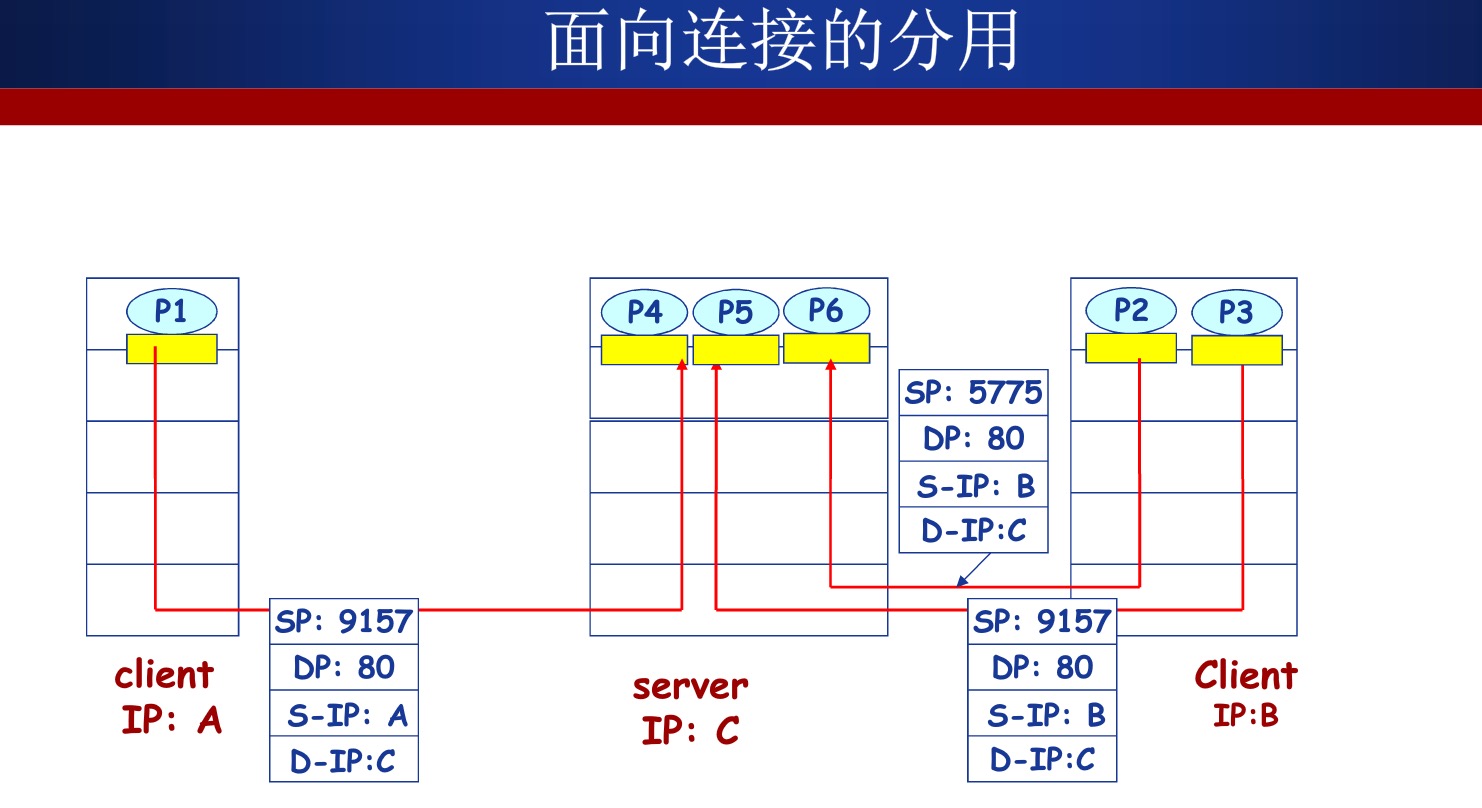 面向连接的分用
P1
P4
P5
P6
P2
P3
SP: 5775
DP: 80
S-IP: B
D-IP:C
SP: 9157
DP: 80
S-IP: A
D-IP:C
SP: 9157
DP: 80
S-IP: B
D-IP:C
client
IP: A
server
IP: C
Client
IP:B